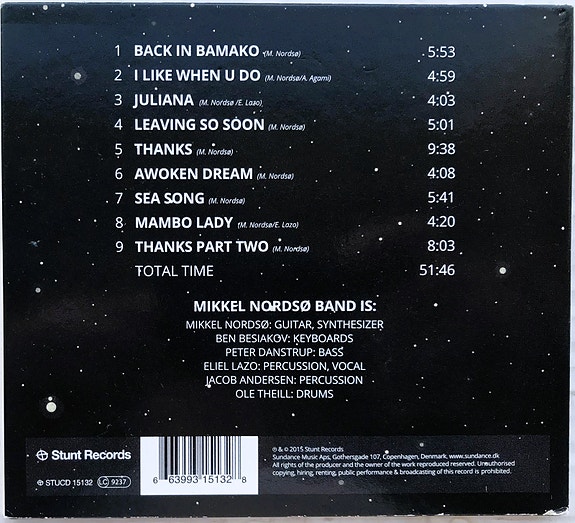 1 BACK IN BAMAKO (M. Nordsø) 5:53
2 I LIKE WHEN U DO (M. Nordsø/A. Agami) 4:59
3 JULIANA (M. Nordsø /E. Lazo) 4:03
4 LEAVING SO SOON (M. Nordsø) 5:01
5 THANKS (M. Nordsø) 9:38
6 AWOKEN DREAM (M. Nordsø) 4:08
7 SEA SONG (M. Nordsø) 5:41
8 MAMBO LADY (M. Nordsø/E. Lazo) 4:20
9 THANKS PART TWO (M. Nordsø) 8:03
TOTAL TIME 51:46
MIKKEL NORDSØ BAND IS:
MIKKEL NORDSØ: GUITAR, SYNTHESIZER
BEN BESIAKOV: KEYBOARDS
PETER DANSTRUP: BASS
ELIEL LAZO: PERCUSSION, VOCAL
JACOB ANDERSEN: PERCUSSION
OLE THEILL: DRUMS
Stunt Records
STUCD 15132 LC 9237
6 63993 15132 8
℗ & © 2015 Stunt Records
Sundance Music Aps, Gothersgade 107, Copenhagen, Denmark, www.sundance.dk
All rights of the producer and the owner of the work reproduced reserved. Unauthorised
copying, hiring, renting, public performance & broadcasting of this record is prohibited.